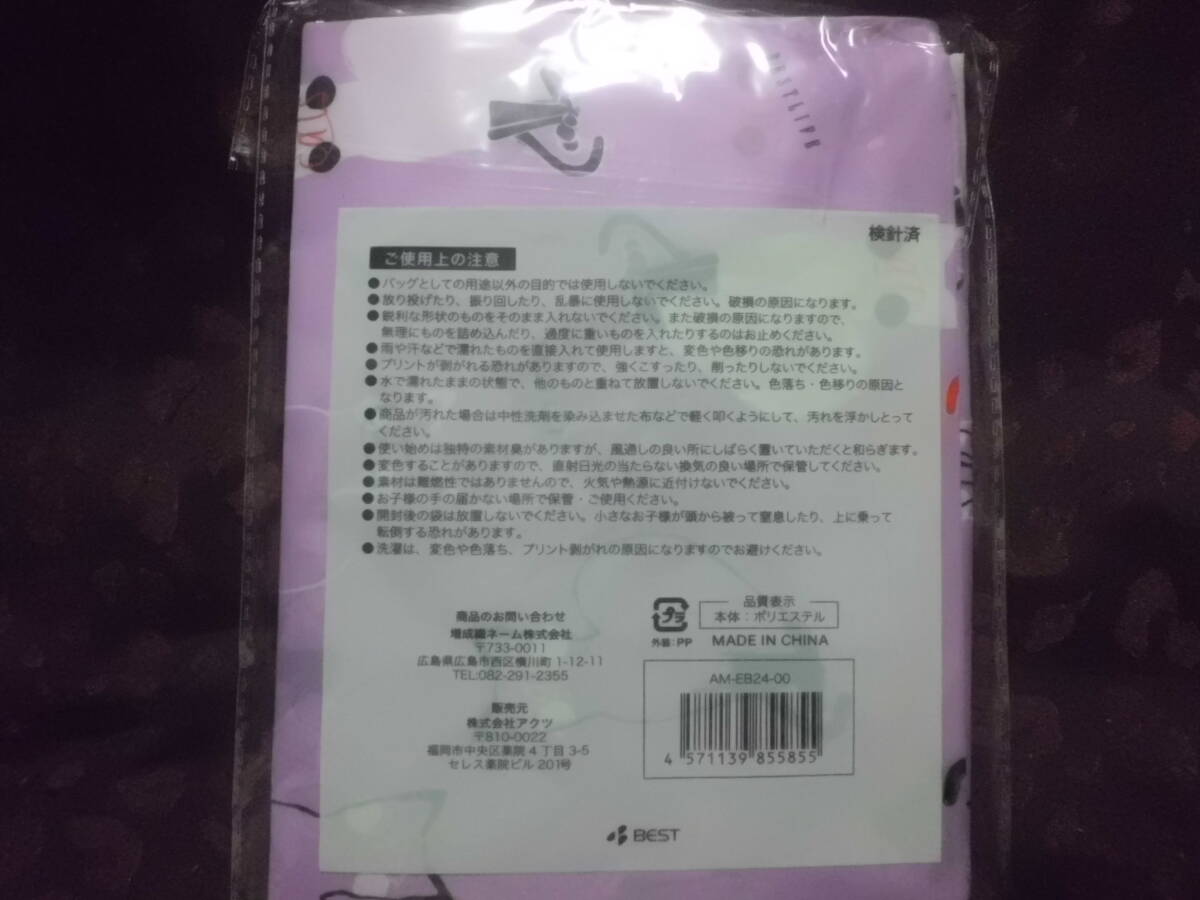 検針済
ご使用上の注意
●バッグとしての用途以外の目的では使用しないでください。
●放り投げたり、振り回したり、乱暴に使用しないでください。破損の原因になります。
●鋭利な形状のものをそのまま入れないでください。また破損の原因になりますので、
無理にものを詰め込んだり、過度に重いものを入れたりするのはお止めください。
●雨や汗などで濡れたものを直接入れて使用しますと、変色や色移りの恐れがあります。
●プリントが剥がれる恐れがありますので、強くこすったり、削ったりしないでください。
●水で濡れたままの状態で、他のものと重ねて放置しないでください。色落ち・色移りの原因と
なります。
●商品が汚れた場合は中性洗剤を染み込ませた布などで軽く叩くようにして、汚れを浮かしとって
ください。
●使い始めは独特の素材臭がありますが、風通しの良い所にしばらく置いていただくと和らぎます。
●変色することがありますので、直射日光の当たらない換気の良い場所で保管してください。
●素材は難燃性ではありませんので、火気や熱源に近付けないでください。
●お子様の手の届かない場所で保管・ご使用ください。
●開封後の袋は放置しないでください。小さなお子様が頭から被って窒息したり、上に乗って
転倒する恐れがあります。
●洗濯は、変色や色落ち、プリント剥がれの原因になりますのでお避けください。
商品のお問い合わせ
増成織ネーム株式会社
〒733-0011
広島県広島市西区横川町 1-12-11
TEL:082-291-2355
販売元
株式会社アクツ
〒810-0022
福岡市中央区薬院4丁目3-5
セレス薬院ビル 201号
プラ
外装:PP
品質表示
本体:ポリエステル
MADE IN CHINA
AM-EB24-00
4 571139 855855
BEST